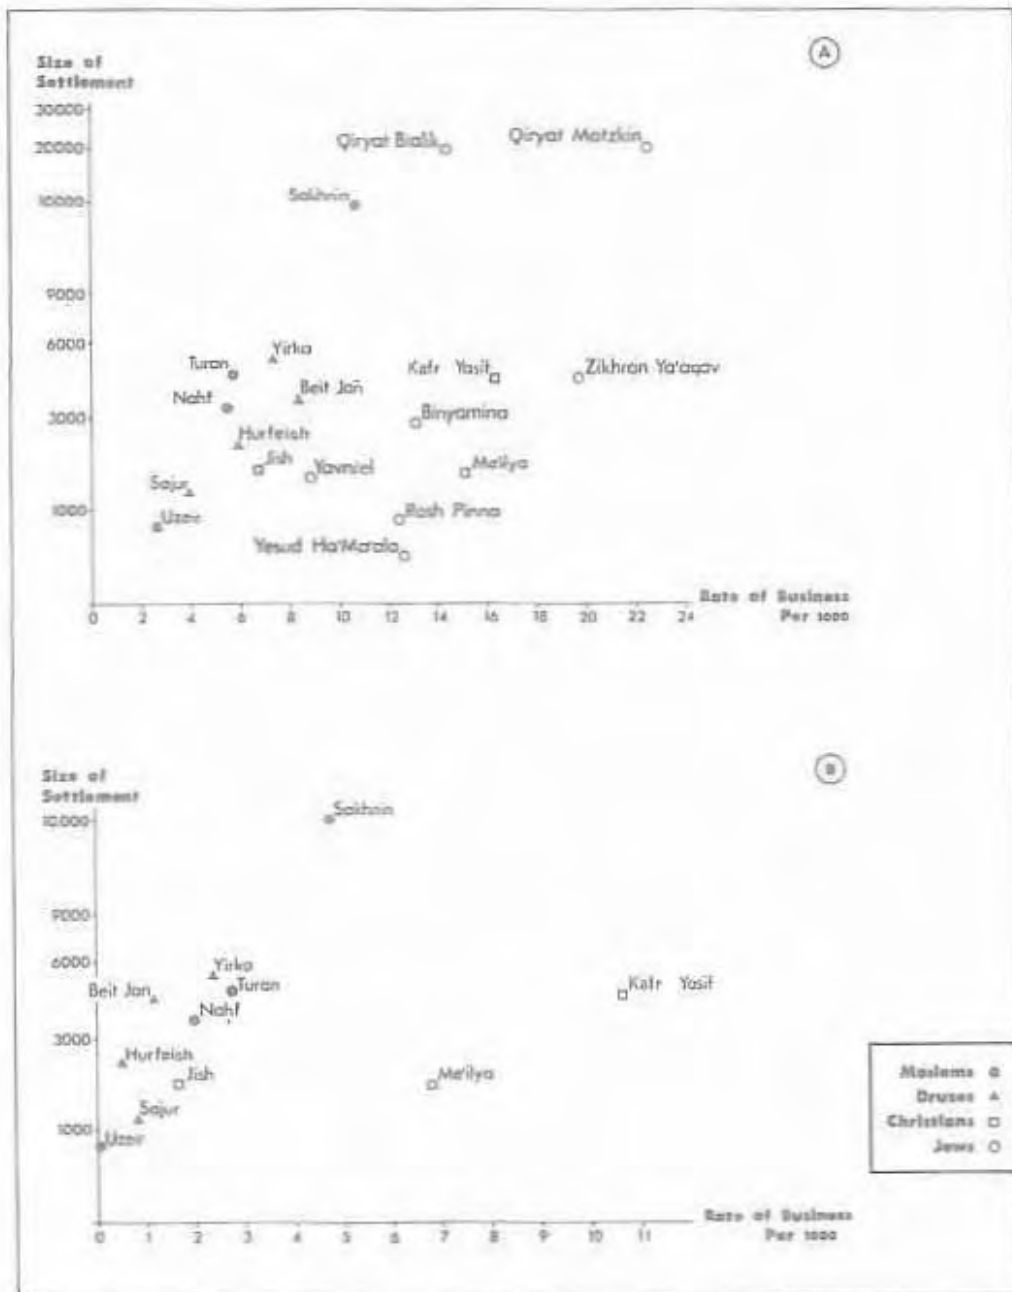 A
Size of
Settlement
30000
20000
10000
9000
6000
3000
1000
Qiryat Bialik
Qiryat Motzkin
Sakhnin
Turan
Yirka
Kafr Yasif
Zikhron Ya'aqov
Nahf
Beit Jan
Binyamina
Hurfeish
Jish
Yavniel
Me'ilya
Sajur
Uzeir
Rosh Pinna
Yesud Ha'Ma'ala
0 2 4 6 8 10 12 14 16 18 20 22 24
Rate of Business
Per 1000
B
Size of
Settlement
10.000
9000
6000
3000
1000
Sakhnin
Yirka
Beit Jan
Turan
Kafr Yasif
Nahf
Hurfeish
Jish
Me'ilya
Sajur
Uzeir
0 1 2 3 4 5 6 7 8 9 10 11
Rate of Business
Per 1000
Moslems
Druzes
Christians
Jews